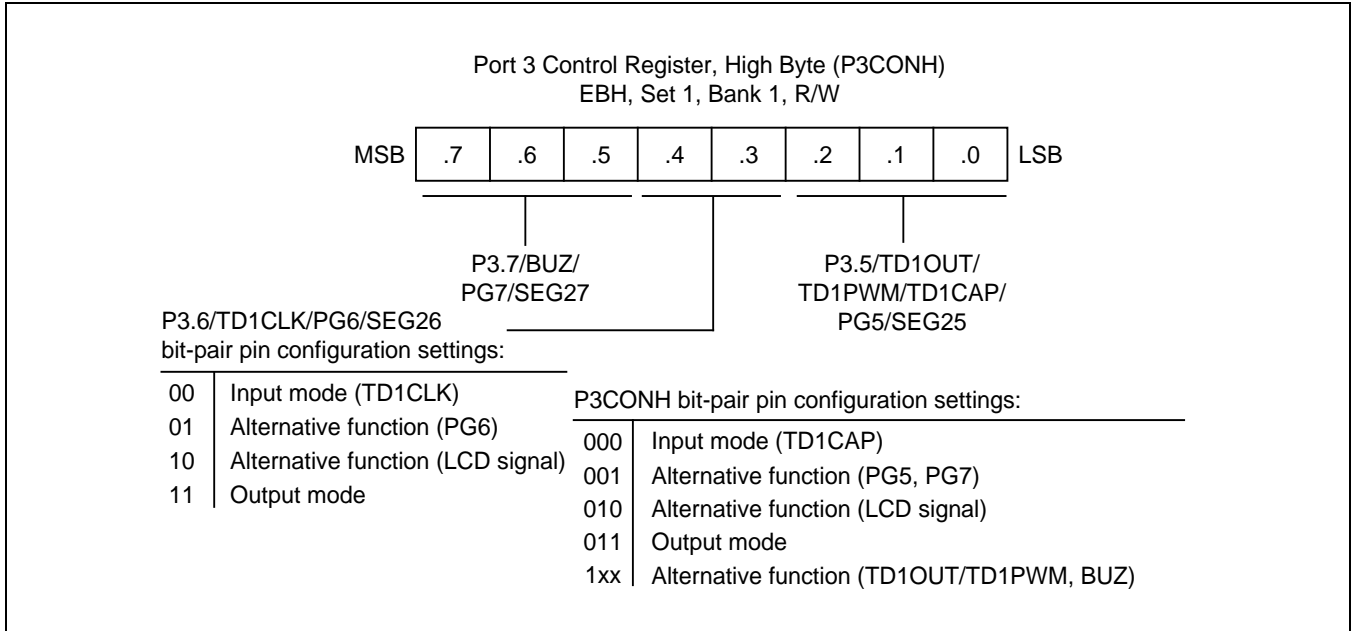 Port 3 Control Register, High Byte (P3CONH)
EBH, Set 1, Bank 1, R/W
MSB .7 .6 .5 .4 .3 .2 .1 .0 LSB
P3.7/BUZ/
PG7/SEG27
P3.5/TD1OUT/
TD1PWM/TD1CAP/
PG5/SEG25
P3.6/TD1CLK/PG6/SEG26
bit-pair pin configuration settings:
00 Input mode (TD1CLK)
01 Alternative function (PG6)
10 Alternative function (LCD signal)
11 Output mode
P3CONH bit-pair pin configuration settings:
000 Input mode (TD1CAP)
001 Alternative function (PG5, PG7)
010 Alternative function (LCD signal)
011 Output mode
1xx Alternative function (TD1OUT/TD1PWM, BUZ)